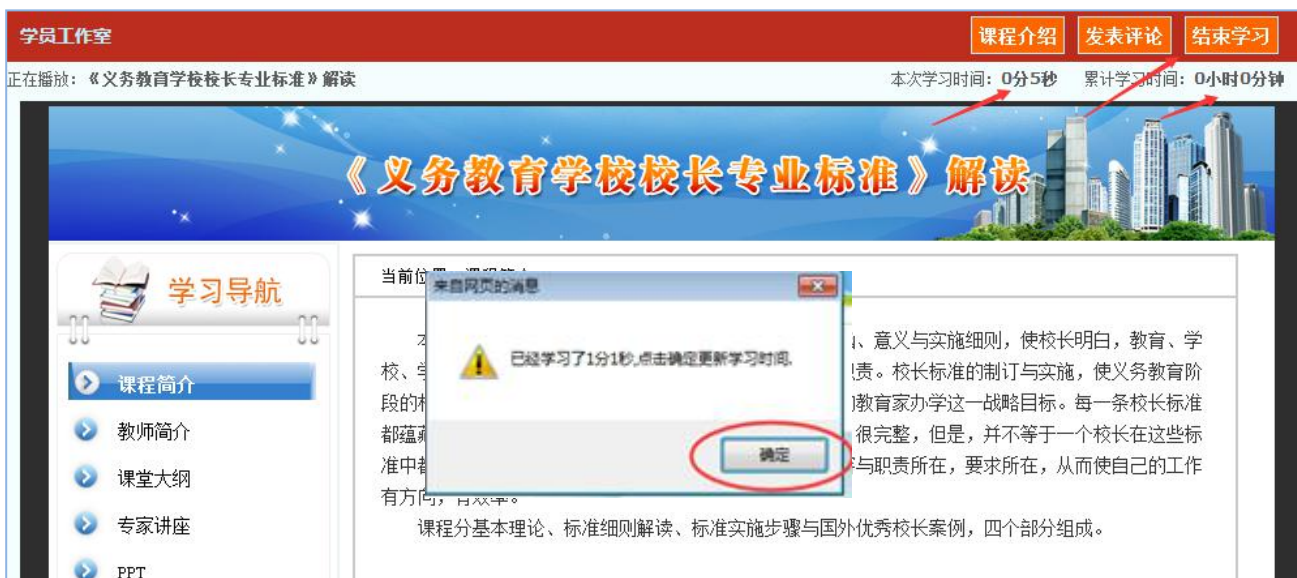 学员工作室
课程介绍 发表评论 结束学习
正在播放：《义务教育学校校长专业标准》解读
本次学习时间：0分5秒 累计学习时间：0小时0分钟
《义务教育学校校长专业标准》解读
学习导航
课程简介
教师简介
课堂大纲
专家讲座
PPT
当前位
来自网页的消息
已经学习了1分1秒,点击确定更新学习时间.
确定
、意义与实施细则，使校长明白，教育、学
校、学 责。校长标准的制订与实施，使义务教育阶
段的校 教育家办学这一战略目标。每一条校长标准
都蕴藏 很完整，但是，并不等于一个校长在这些标
准中都 与职责所在，要求所在，从而使自己的工作
有方向，有效率。
课程分基本理论、标准细则解读、标准实施步骤与国外优秀校长案例，四个部分组成。